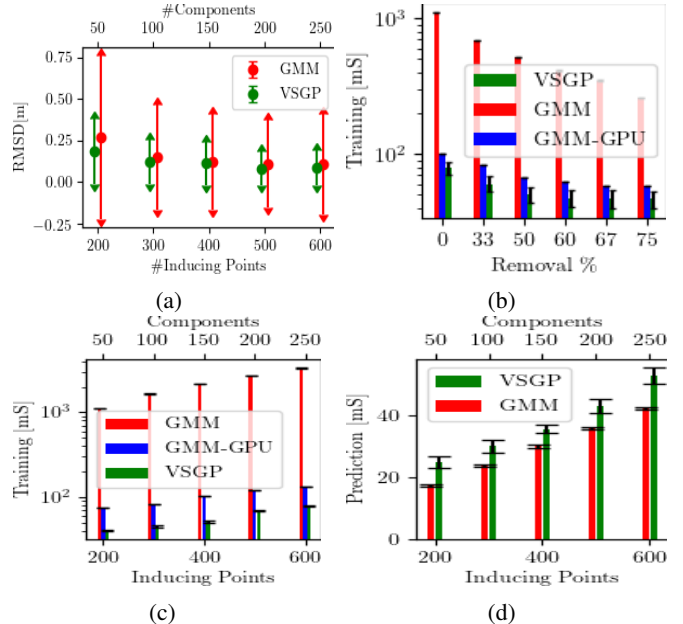 #Components
50 100 150 200 250
0.75
0.50
0.25
0.00
−0.25
RMSD[m]
GMM
VSGP
200 300 400 500 600
#Inducing Points
(a)
Training [mS]
10³
10²
VSGP
GMM
GMM-GPU
0 33 50 60 67 75
Removal %
(b)
Components
50 100 150 200 250
Training [mS]
10³
10²
GMM
GMM-GPU
VSGP
200 400 600
Inducing Points
(c)
Components
50 100 150 200 250
Prediction [mS]
40
20
0
VSGP
GMM
200 400 600
Inducing Points
(d)